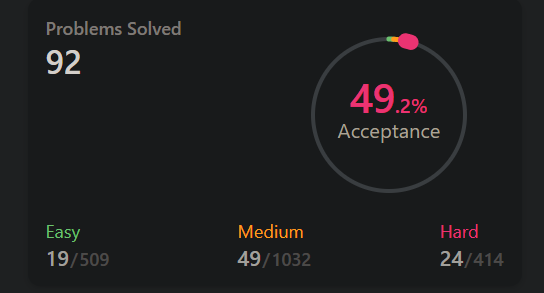 Problems Solved
92
49.2%
Acceptance
Easy
19/509
Medium
49/1032
Hard
24/414